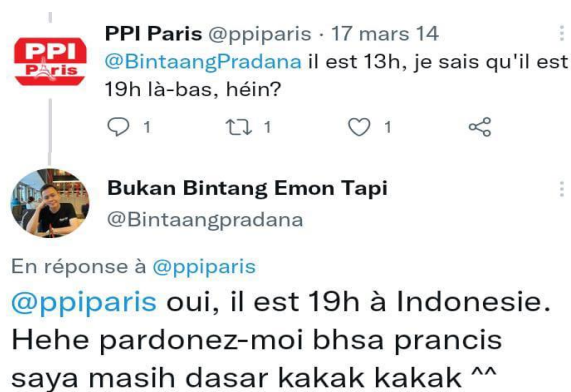 PPI
Paris
PPI Paris @ppiparis · 17 mars 14
@BintaangPradana il est 13h, je sais qu'il est
19h là-bas, héin?
1 1 1
Bukan Bintang Emon Tapi
@Bintaangpradana
En réponse à @ppiparis
@ppiparis oui, il est 19h à Indonesie.
Hehe pardonez-moi bhsa prancis
saya masih dasar kakak kakak ^^